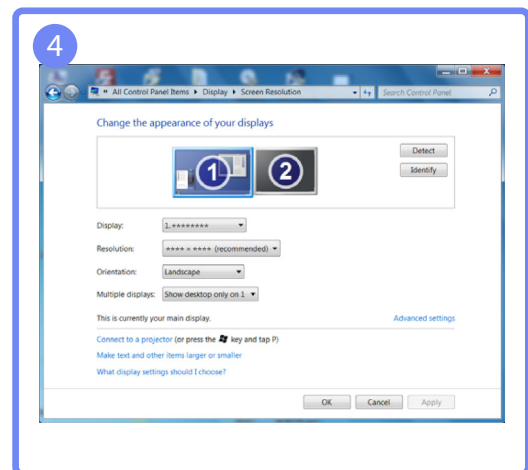 4
« All Control Panel Items ▸ Display ▸ Screen Resolution Search Control Panel
Change the appearance of your displays
1 2
Detect
Identify
Display: 1.********
Resolution: **** × **** (recommended)
Orientation: Landscape
Multiple displays: Show desktop only on 1
This is currently your main display. Advanced settings
Connect to a projector (or press the key and tap P)
Make text and other items larger or smaller
What display settings should I choose?
OK Cancel Apply